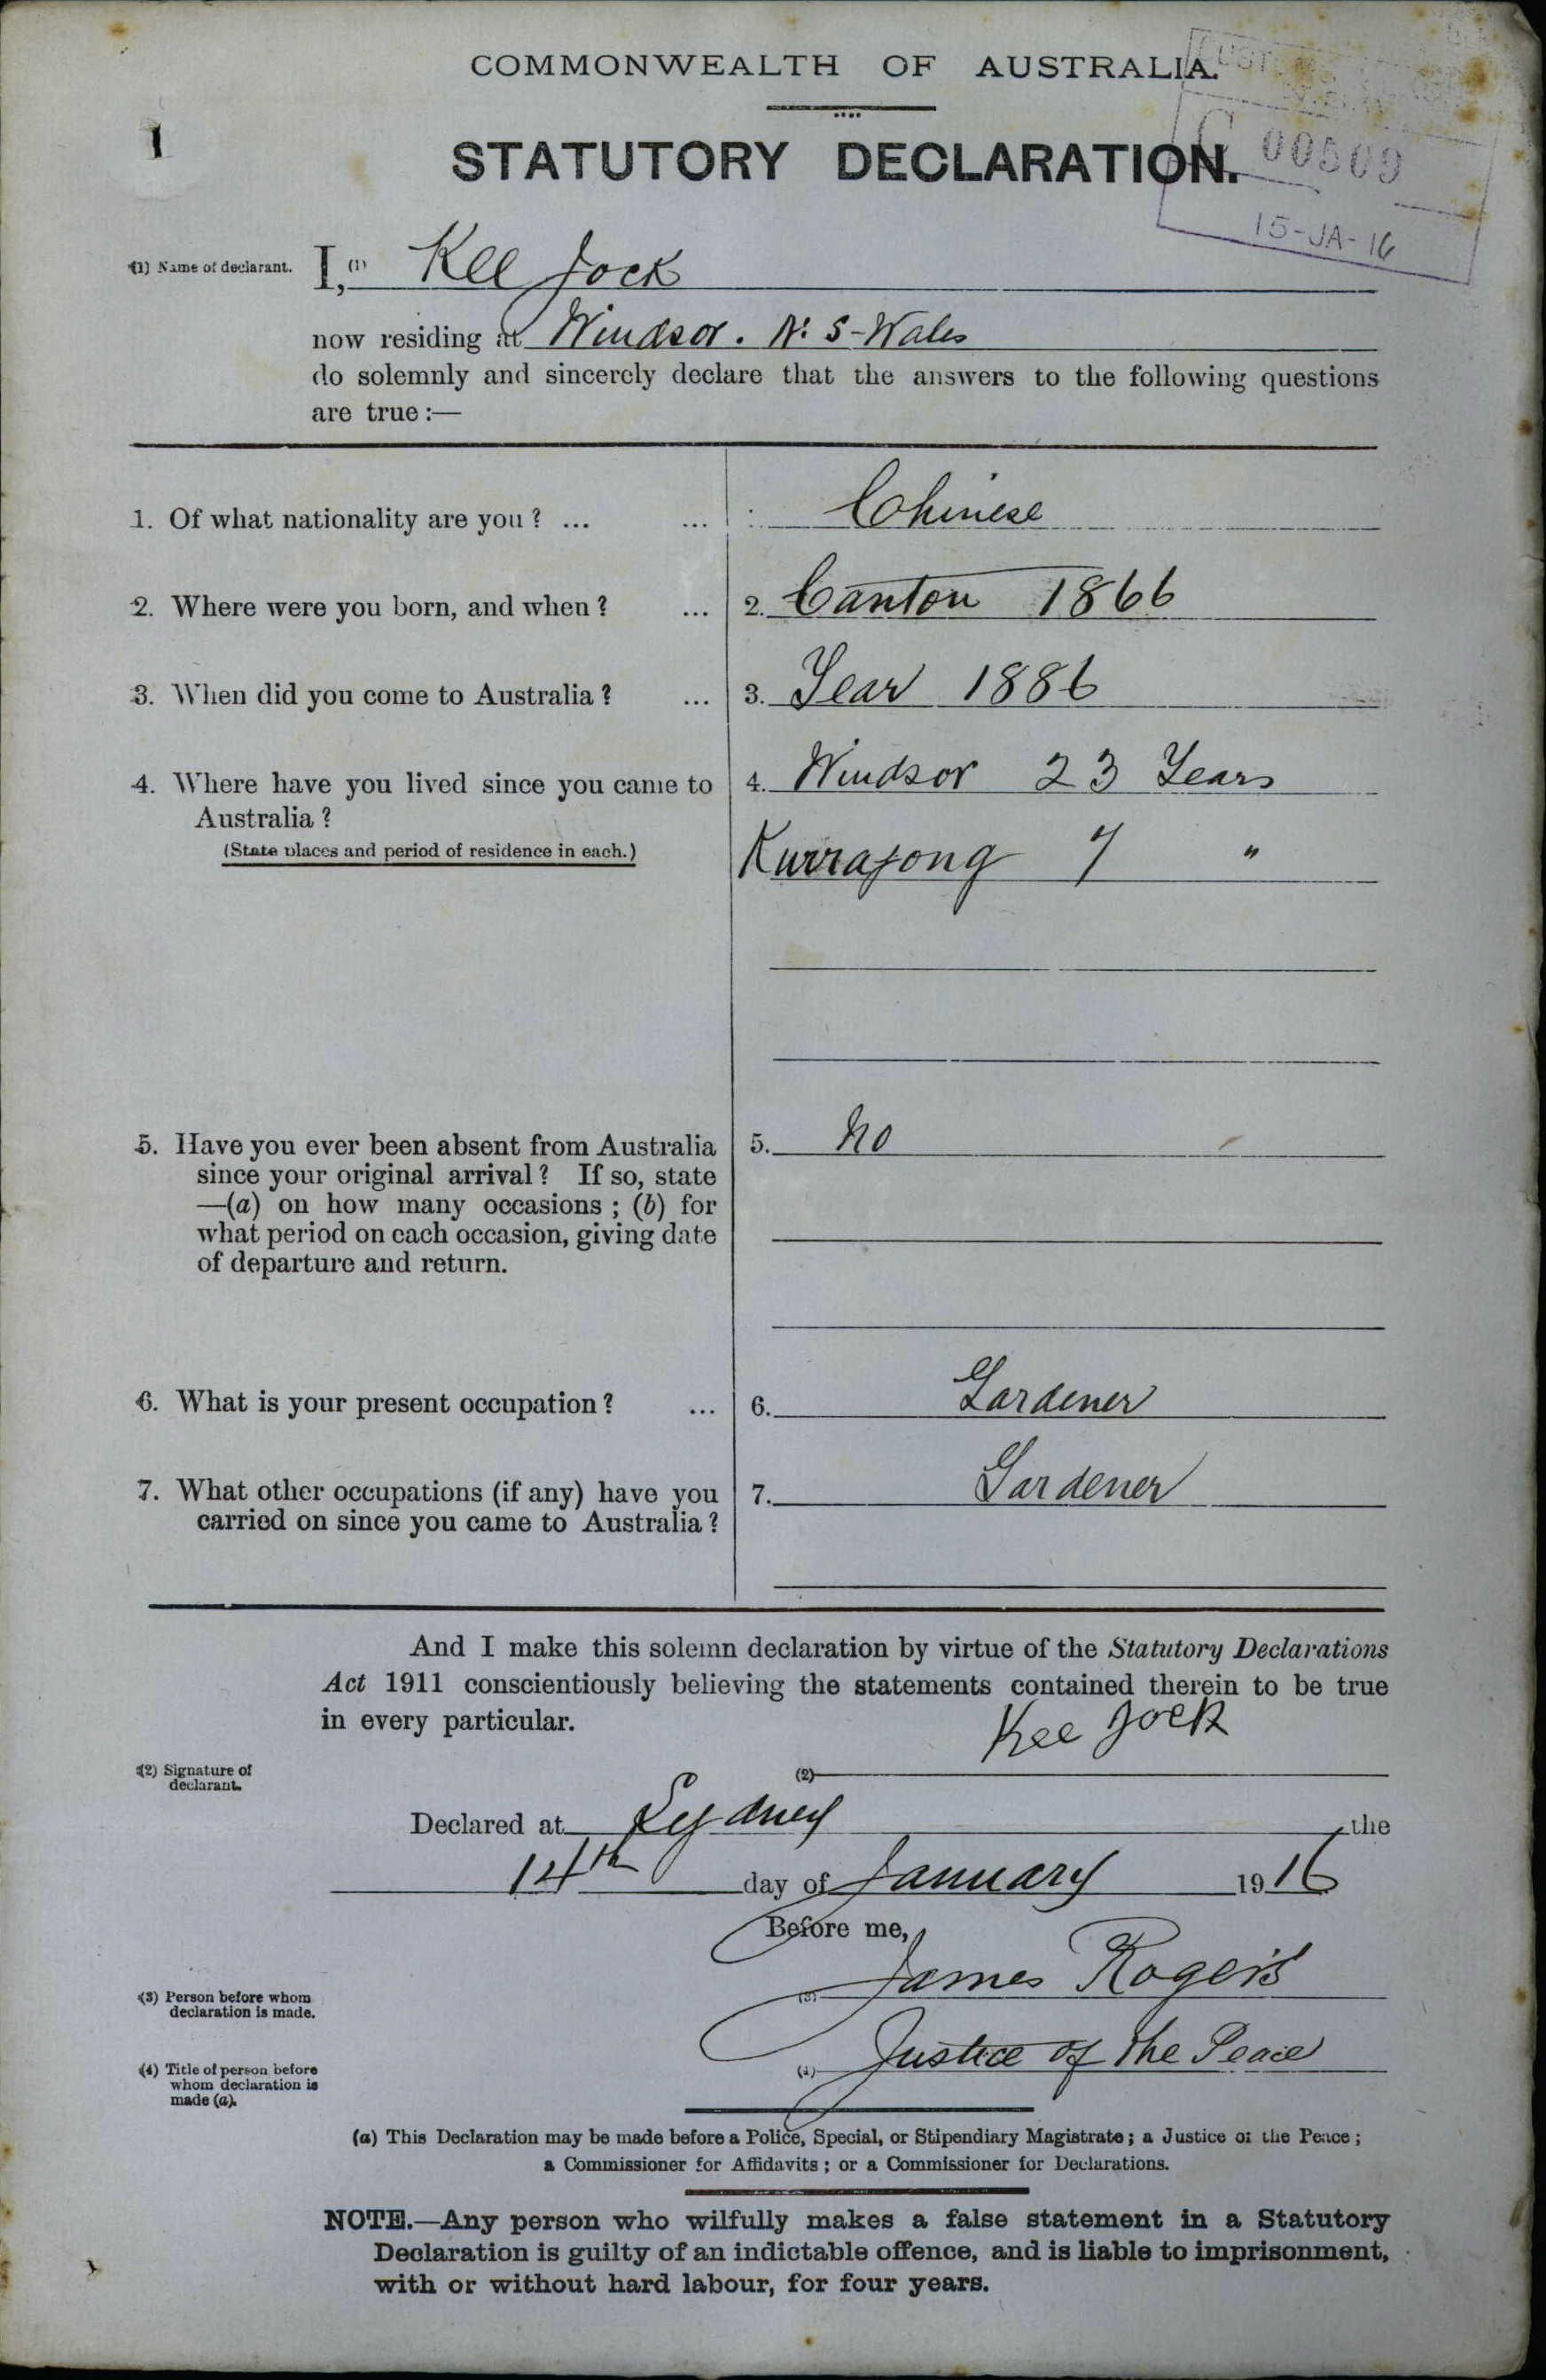 COMMONWEALTH OF AUSTRALIA.
1
STATUTORY DECLARATION.
00509
15-JA-16
(1) Name of declarant. I, (1) Kee Jock
now residing at Windsor. N. S-Wales
do solemnly and sincerely declare that the answers to the following questions
are true :—
1. Of what nationality are you ? ... ... Chinese
2. Where were you born, and when ? ... 2. Canton 1866
3. When did you come to Australia ? ... 3. Year 1886
4. Where have you lived since you came to 4. Windsor 23 Years
Australia ?
(State places and period of residence in each.) Kurrajong 7 "
5. Have you ever been absent from Australia 5. No
since your original arrival ? If so, state
—(a) on how many occasions ; (b) for
what period on each occasion, giving date
of departure and return.
6. What is your present occupation ? ... 6. Gardener
7. What other occupations (if any) have you 7. Gardener
carried on since you came to Australia ?
And I make this solemn declaration by virtue of the Statutory Declarations
Act 1911 conscientiously believing the statements contained therein to be true
in every particular.
Kee Jock
(2) Signature of (2)
declarant.
Declared at Sydney the
14th day of January 1916
Before me,
James Rogers
(3) Person before whom (3)
declaration is made.
(4) Justice of the Peace
(4) Title of person before
whom declaration is
made (a).
(a) This Declaration may be made before a Police, Special, or Stipendiary Magistrate ; a Justice of the Peace ;
a Commissioner for Affidavits ; or a Commissioner for Declarations.
NOTE.—Any person who wilfully makes a false statement in a Statutory
Declaration is guilty of an indictable offence, and is liable to imprisonment,
with or without hard labour, for four years.